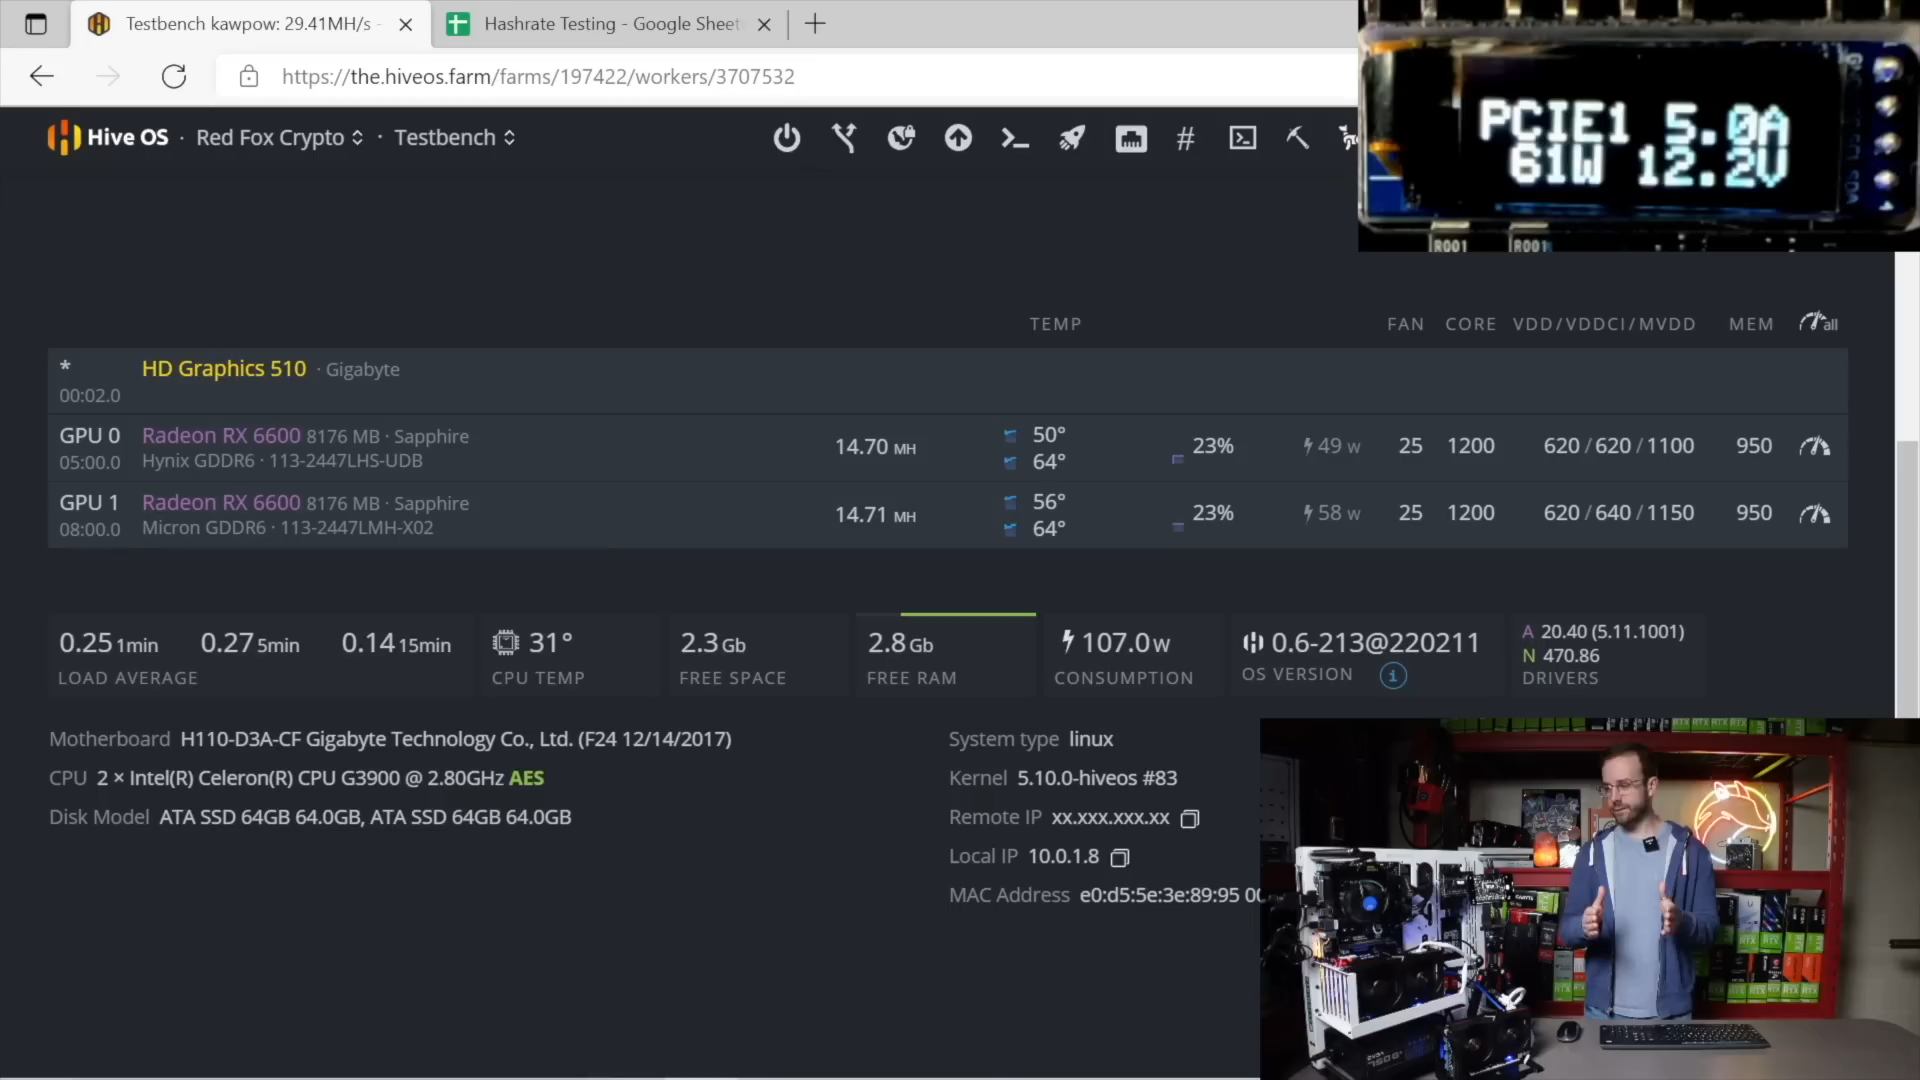 Testbench kawpow: 29.41MH/s -
Hashrate Testing - Google Sheet
https://the.hiveos.farm/farms/197422/workers/3707532
PCIE1 5.0A
61W 12.2V
R001 R001
Hive OS · Red Fox Crypto · Testbench
TEMP FAN CORE VDD/VDDCI/MVDD MEM all
* HD Graphics 510 · Gigabyte
00:02.0
GPU 0 Radeon RX 6600 8176 MB · Sapphire 14.70 MH 50° 23% 49 W 25 1200 620 / 620 / 1100 950
05:00.0 Hynix GDDR6 · 113-2447LHS-UDB 64°
GPU 1 Radeon RX 6600 8176 MB · Sapphire 14.71 MH 56° 23% 58 W 25 1200 620 / 640 / 1150 950
08:00.0 Micron GDDR6 · 113-2447LMH-X02 64°
0.25 1min 0.27 5min 0.14 15min
LOAD AVERAGE
31°
CPU TEMP
2.3 Gb
FREE SPACE
2.8 Gb
FREE RAM
107.0 W
CONSUMPTION
0.6-213@220211
OS VERSION
A 20.40 (5.11.1001)
N 470.86
DRIVERS
Motherboard H110-D3A-CF Gigabyte Technology Co., Ltd. (F24 12/14/2017)
CPU 2 × Intel(R) Celeron(R) CPU G3900 @ 2.80GHz AES
Disk Model ATA SSD 64GB 64.0GB, ATA SSD 64GB 64.0GB
System type linux
Kernel 5.10.0-hiveos #83
Remote IP xx.xxx.xxx.xx
Local IP 10.0.1.8
MAC Address e0:d5:5e:3e:89:95